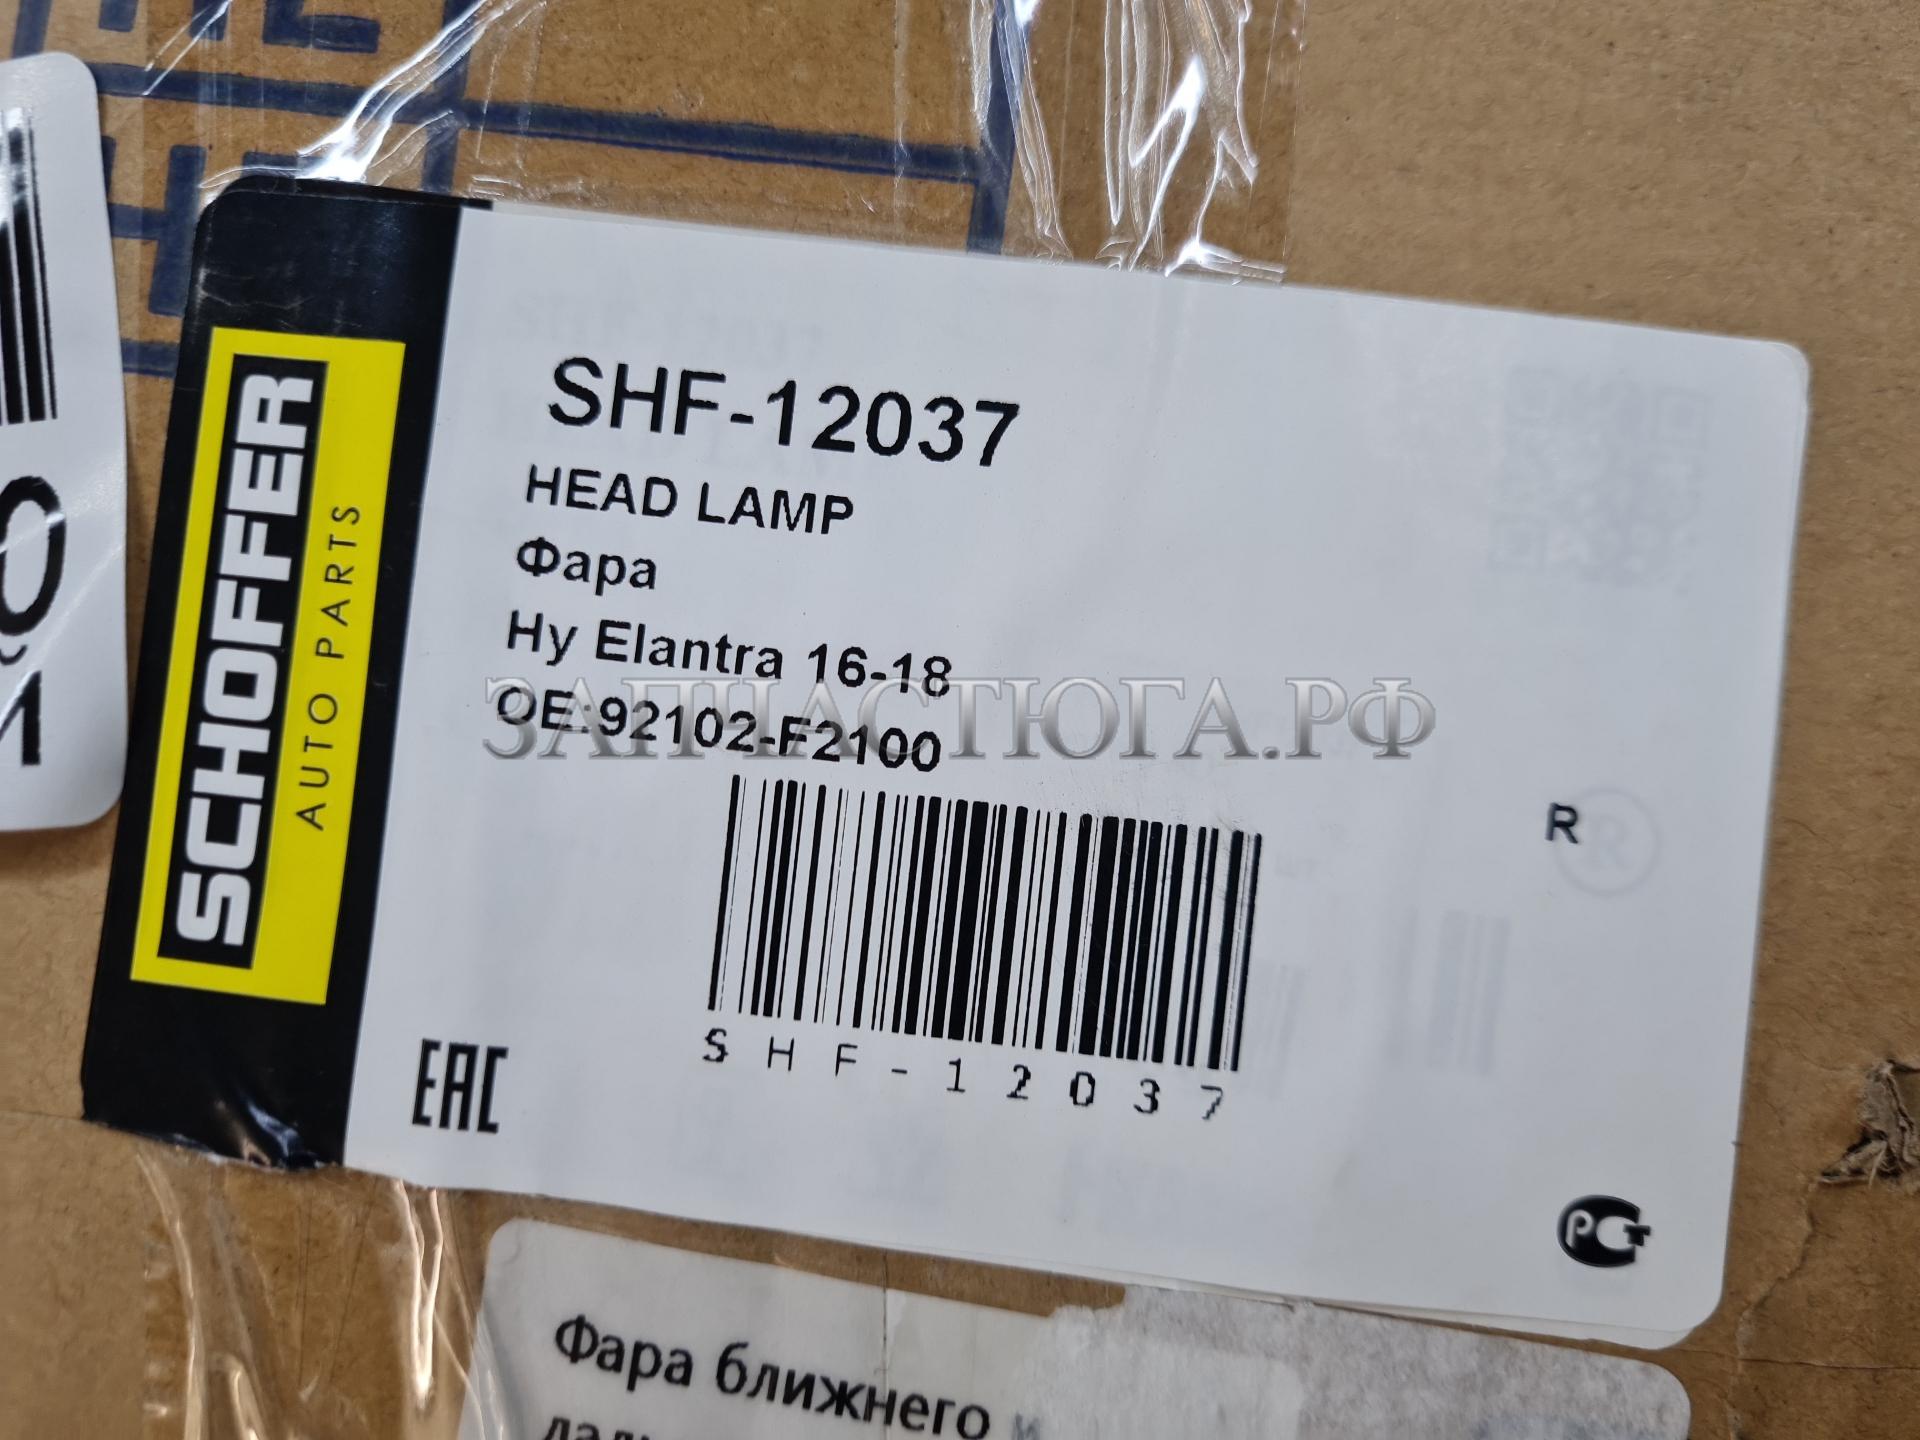 SCHOFFER
AUTO PARTS
SHF-12037
HEAD LAMP
Фара
Hy Elantra 16-18
OE:92102-F2100
ЗАПЧАСТЮГА.РФ
R
SHF-12037
EAC
РСТ
Фара ближнего и